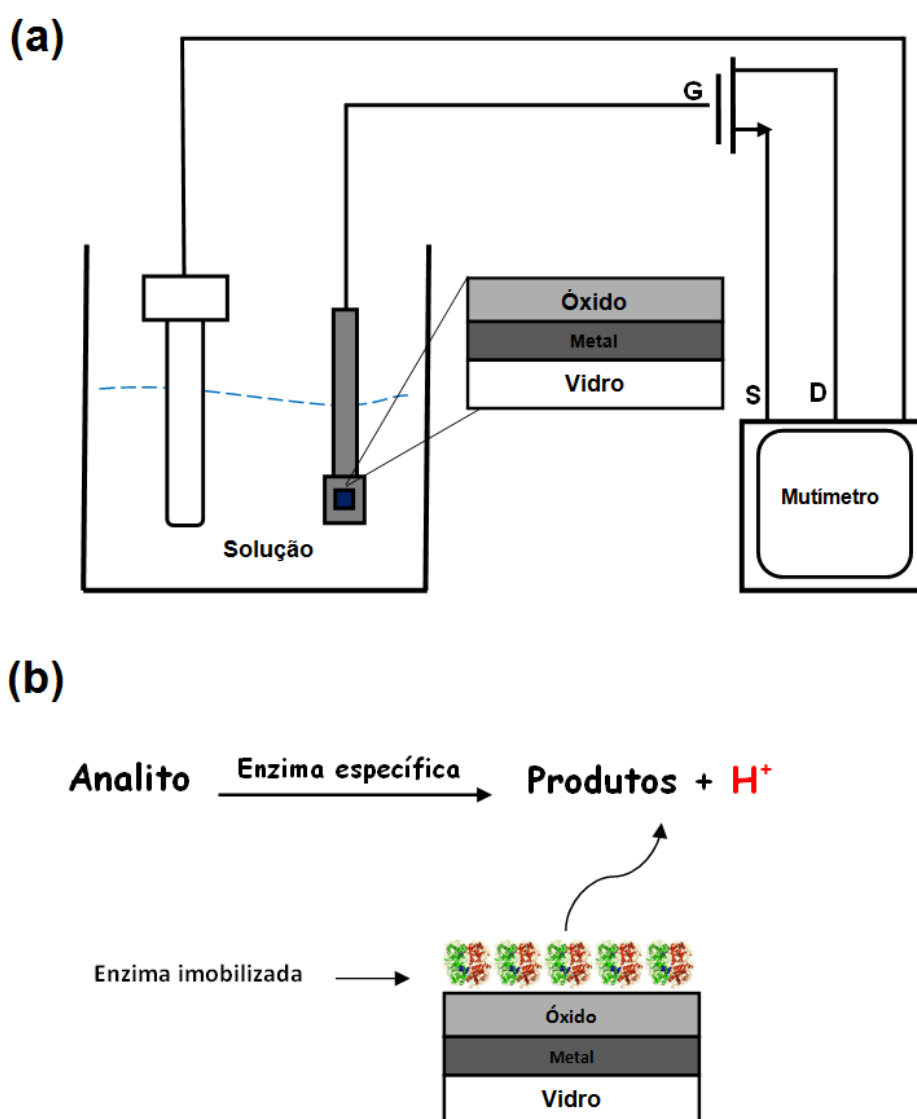 (a)
G
Óxido
Metal
Vidro
S D
Mutímetro
Solução
(b)
Analito Enzima específica Produtos + H⁺
Enzima imobilizada
Óxido
Metal
Vidro